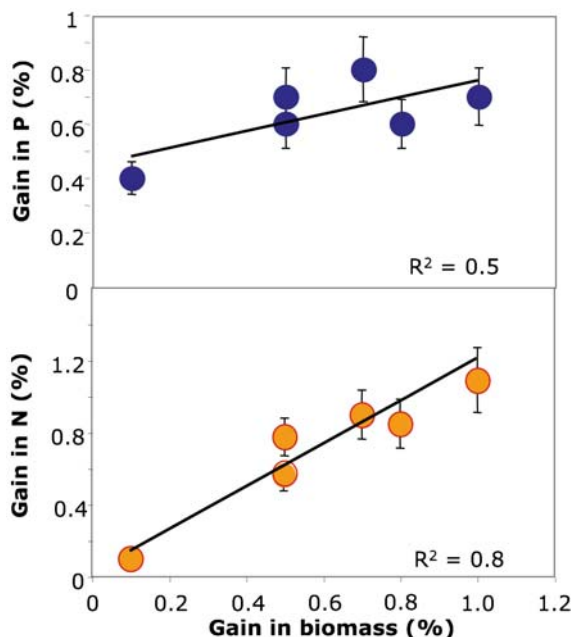 1
0.8
0.6
0.4
0.2
0
Gain in P (%)
R² = 0.5
1.2
0.8
0.4
0
Gain in N (%)
R² = 0.8
0 0.2 0.4 0.6 0.8 1.0 1.2
Gain in biomass (%)